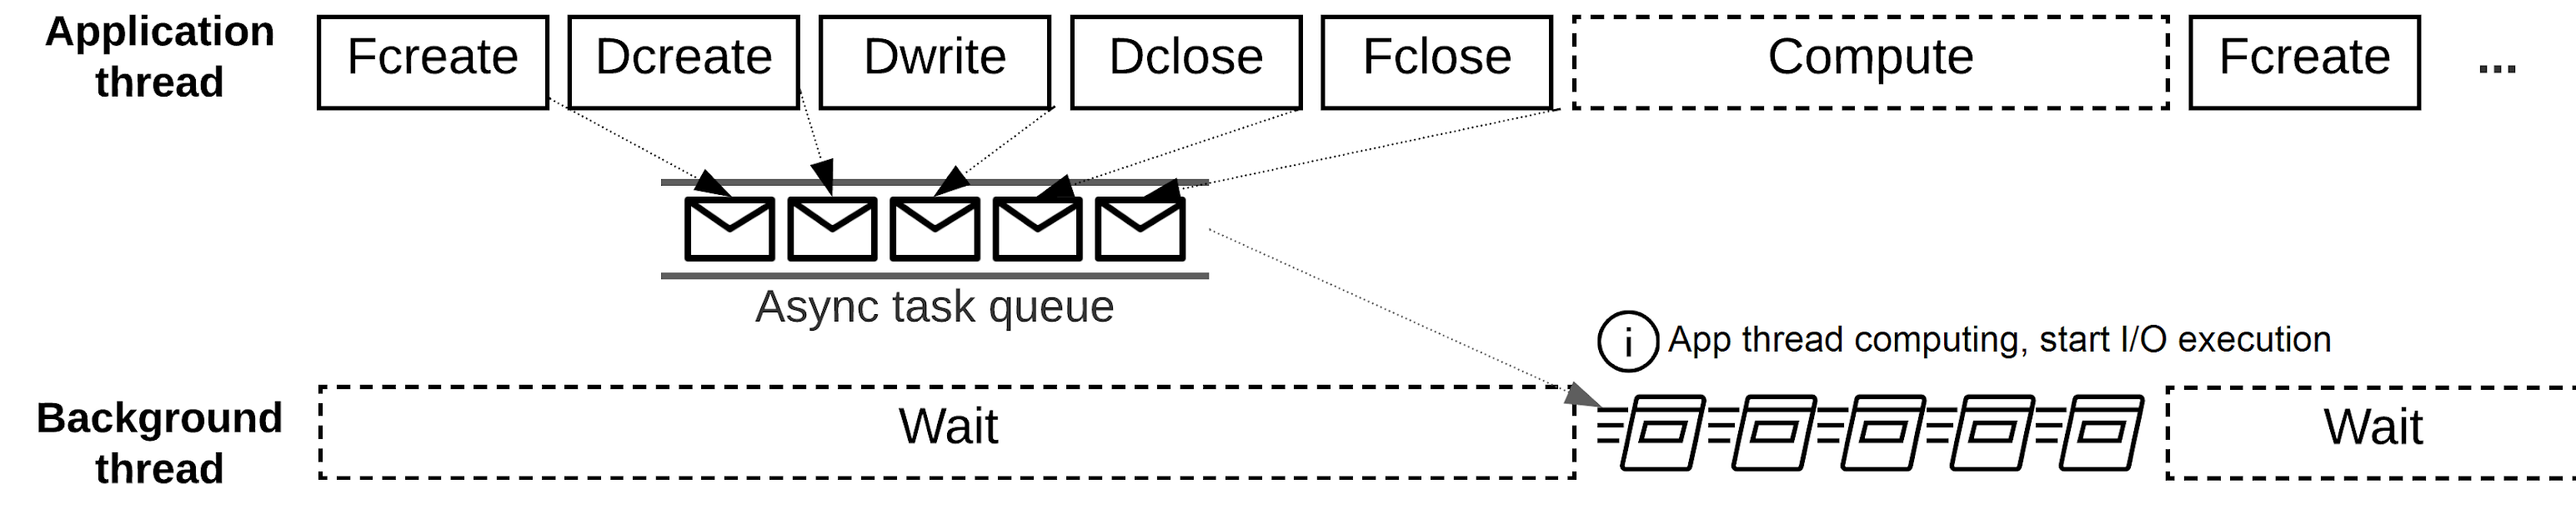 Application
thread
Fcreate
Dcreate
Dwrite
Dclose
Fclose
Compute
Fcreate
...
Async task queue
i
App thread computing, start I/O execution
Background
thread
Wait
Wait